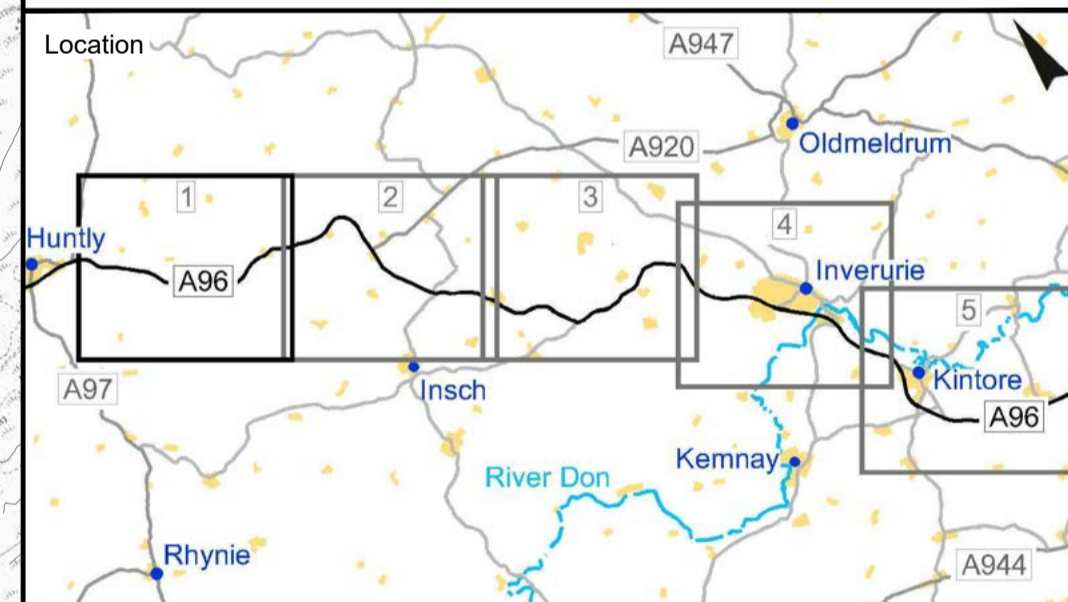 Location
A947
Oldmeldrum
A920
1
2
3
4
Huntly
A96
Inverurie
5
A97
Insch
Kintore
A96
Kemnay
River Don
Rhynie
A944